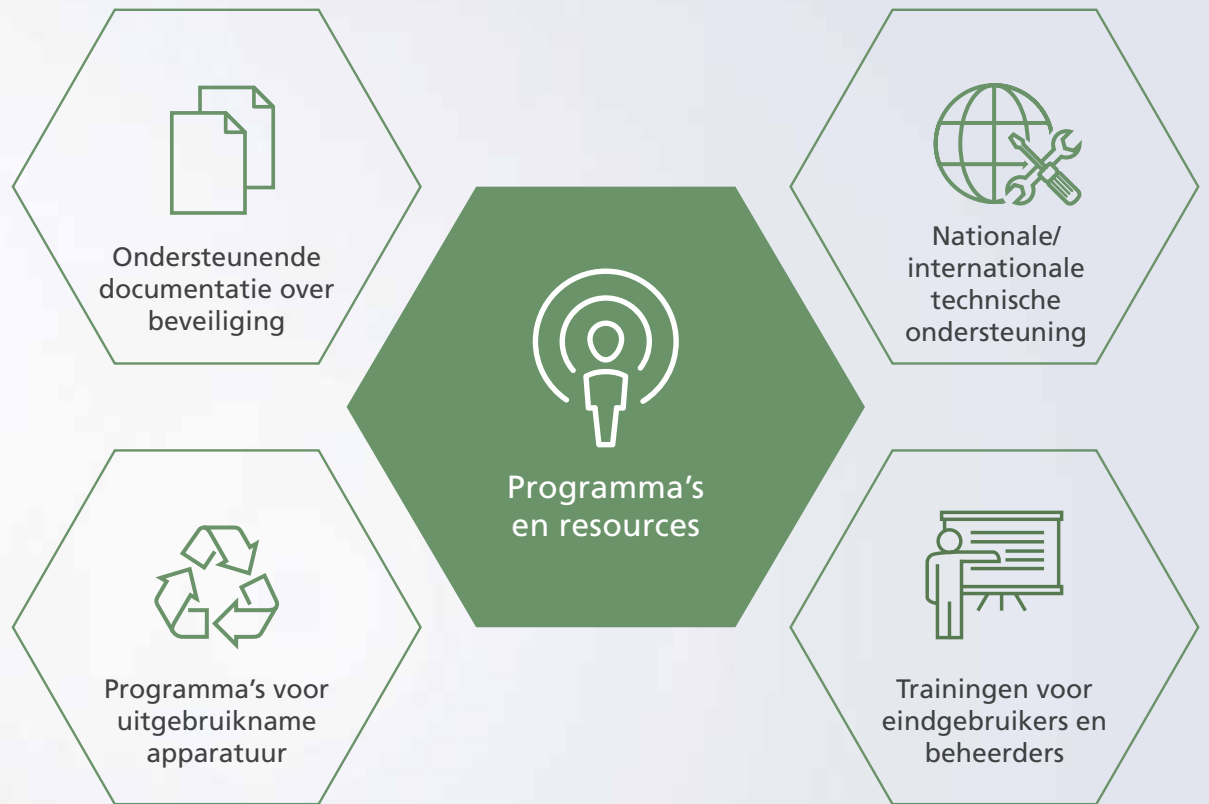 Ondersteunende
documentatie over
beveiliging
Nationale/
internationale
technische
ondersteuning
Programma’s
en resources
Programma’s voor
uitgebruikname
apparatuur
Trainingen voor
eindgebruikers en
beheerders